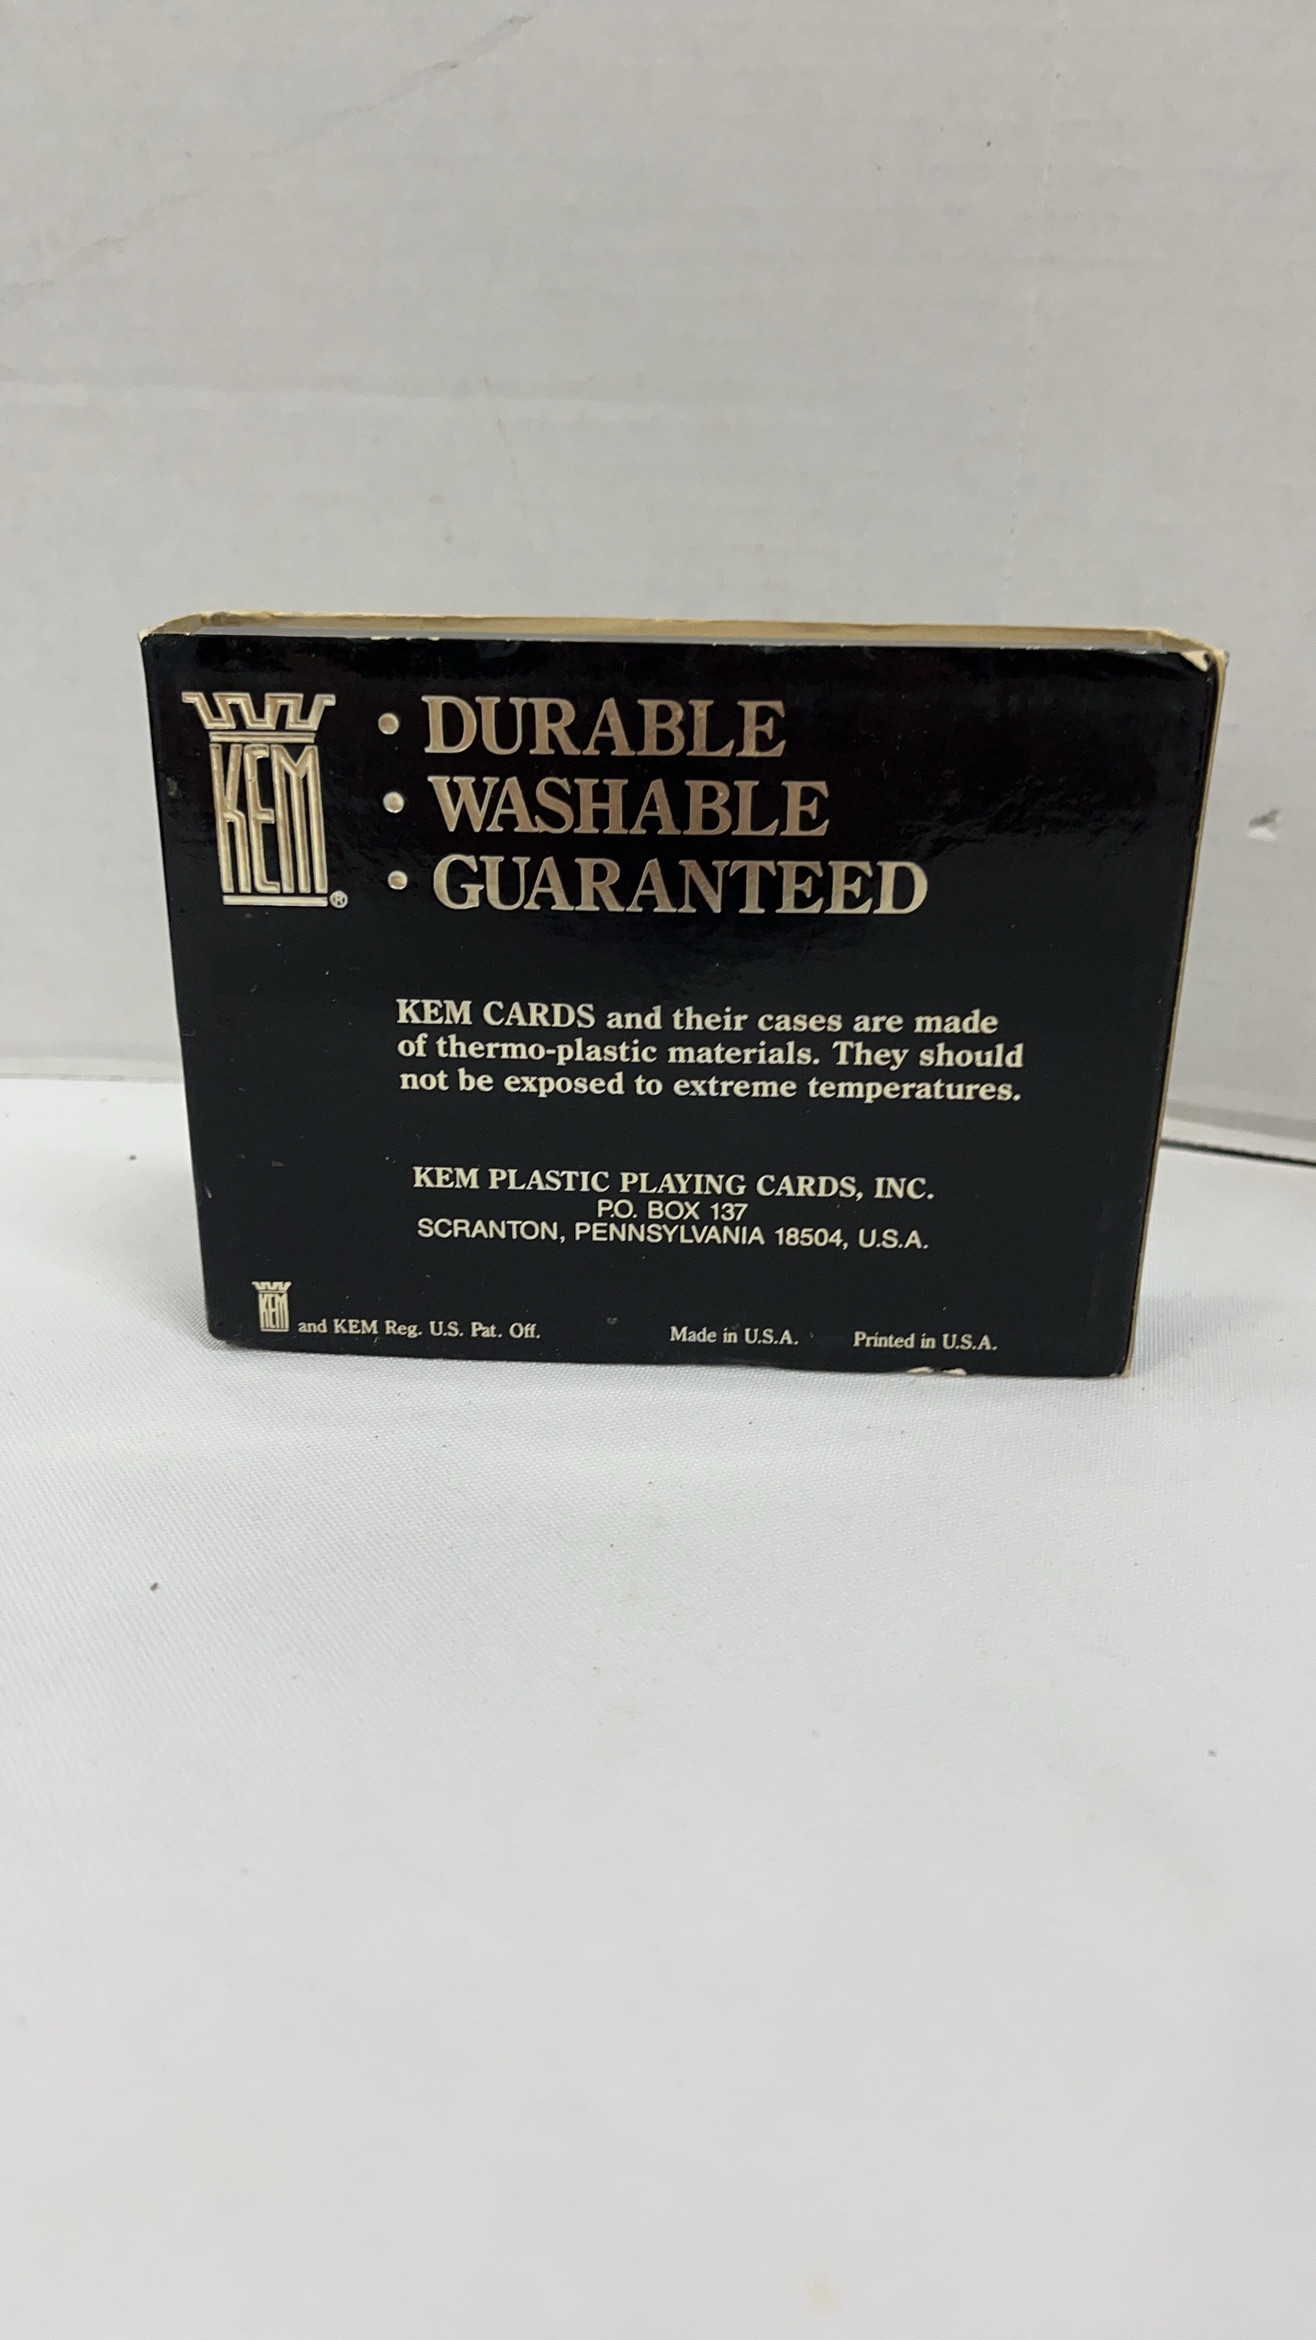 KEM®
• DURABLE
• WASHABLE
• GUARANTEED
KEM CARDS and their cases are made
of thermo-plastic materials. They should
not be exposed to extreme temperatures.
KEM PLASTIC PLAYING CARDS, INC.
P.O. BOX 137
SCRANTON, PENNSYLVANIA 18504, U.S.A.
KEM and KEM Reg. U.S. Pat. Off. Made in U.S.A. Printed in U.S.A.